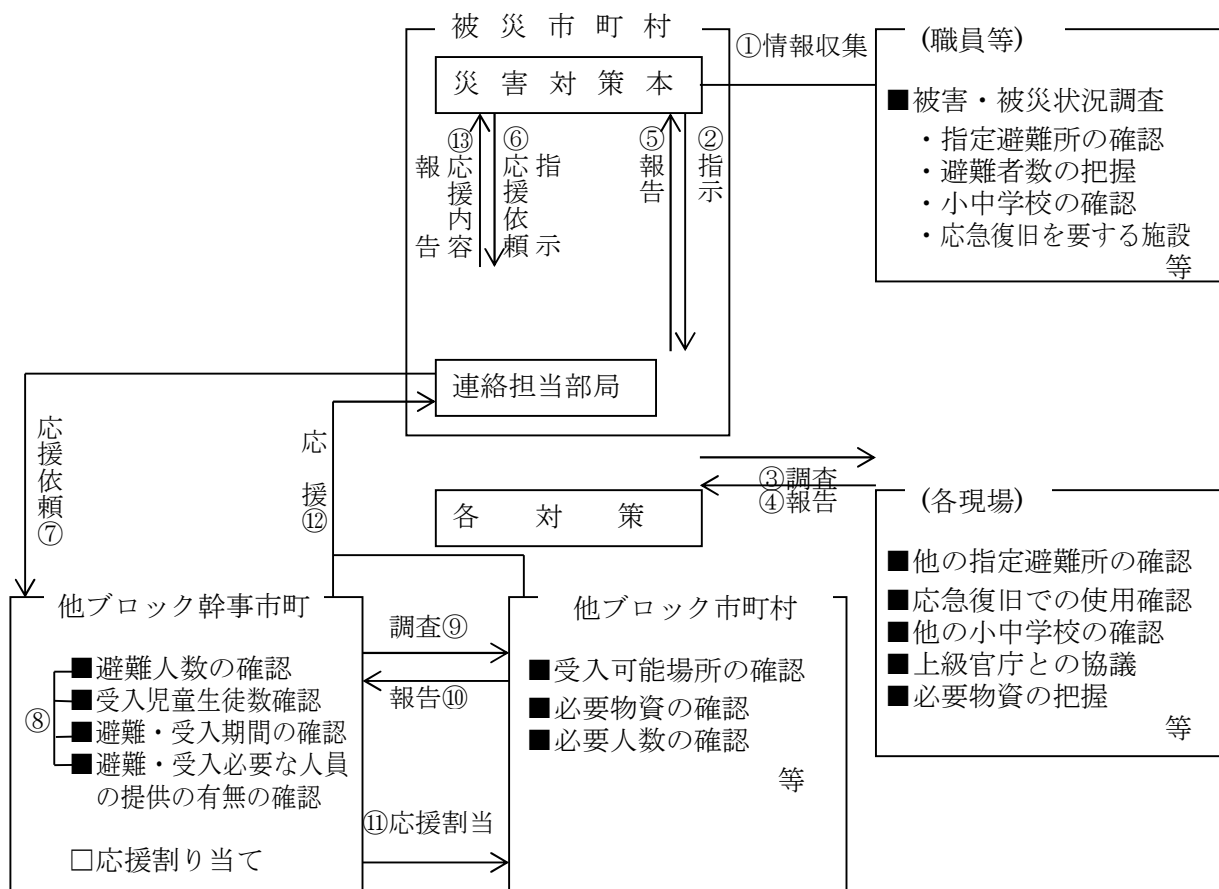 被災市町村
災害対策本
①情報収集
(職員等)
■被害・被災状況調査
・指定避難所の確認
・避難者数の把握
・小中学校の確認
・応急復旧を要する施設
等
⑬応援内容
報告
⑥応援依頼
指示
⑤報告
②指示
連絡担当部局
応援依頼⑦
応援⑫
③調査
④報告
各対策
(各現場)
■他の指定避難所の確認
■応急復旧での使用確認
■他の小中学校の確認
■上級官庁との協議
■必要物資の把握
等
他ブロック幹事市町
⑧
■避難人数の確認
■受入児童生徒数確認
■避難・受入期間の確認
■避難・受入必要な人員
の提供の有無の確認
□応援割り当て
調査⑨
報告⑩
⑪応援割当
他ブロック市町村
■受入可能場所の確認
■必要物資の確認
■必要人数の確認
等